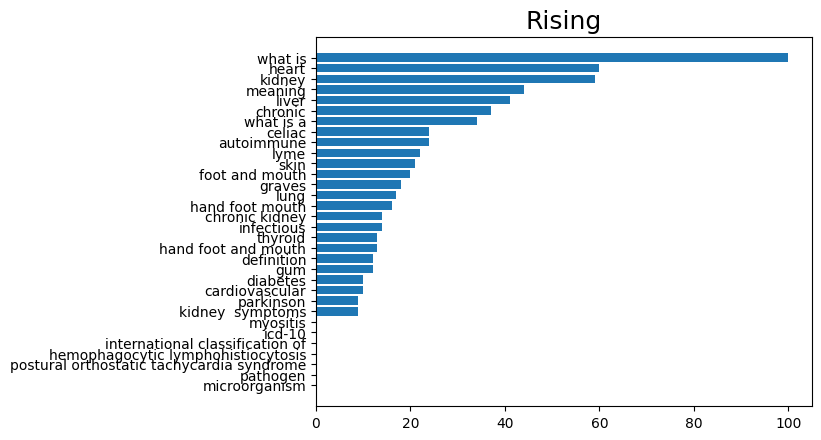 Rising
what is
heart
kidney
meaning
liver
chronic
what is a
celiac
autoimmune
lyme
skin
foot and mouth
graves
lung
hand foot mouth
chronic kidney
infectious
thyroid
hand foot and mouth
definition
gum
diabetes
cardiovascular
parkinson
kidney  symptoms
myositis
icd-10
international classification of
hemophagocytic lymphohistiocytosis
postural orthostatic tachycardia syndrome
pathogen
microorganism
0 20 40 60 80 100